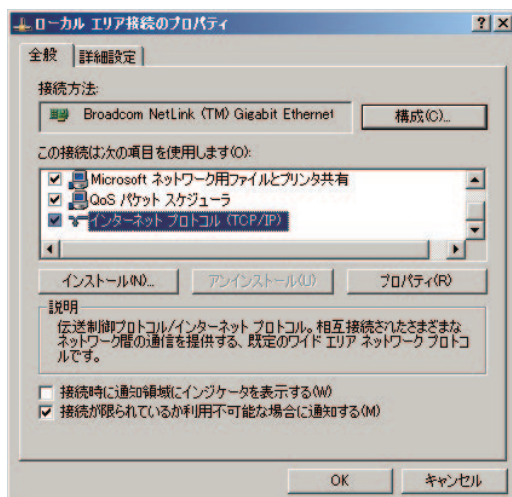 ローカル エリア接続のプロパティ
全般
詳細設定
接続方法:
Broadcom NetLink (TM) Gigabit Ethernet
構成(C)...
この接続は次の項目を使用します(O):
Microsoft ネットワーク用ファイルとプリンタ共有
QoS パケット スケジューラ
インターネット プロトコル (TCP/IP)
インストール(N)...
アンインストール(U)
プロパティ(R)
説明
伝送制御プロトコル/インターネット プロトコル。相互接続されたさまざまな
ネットワーク間の通信を提供する、既定のワイド エリア ネットワーク プロトコ
ルです。
接続時に通知領域にインジケータを表示する(W)
接続が限られているか利用不可能な場合に通知する(M)
OK
キャンセル